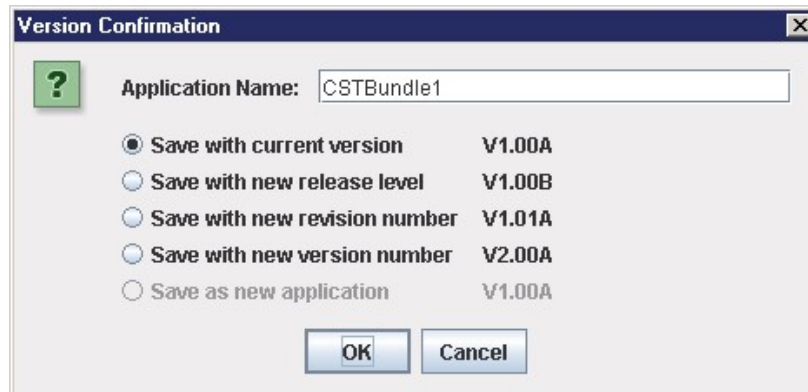 Version Confirmation
?
Application Name: CSTBundle1
Save with current version V1.00A
Save with new release level V1.00B
Save with new revision number V1.01A
Save with new version number V2.00A
Save as new application V1.00A
OK Cancel